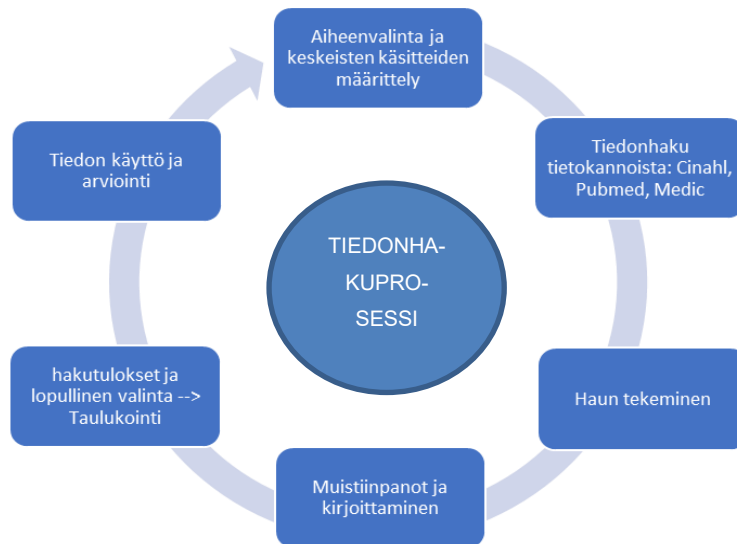 Aiheenvalinta ja
keskeisten käsitteiden
määrittely
Tiedonhaku
tietokannoista: Cinahl,
Pubmed, Medic
Haun tekeminen
Muistiinpanot ja
kirjoittaminen
hakutulokset ja
lopullinen valinta -->
Taulukointi
Tiedon käyttö ja
arviointi
TIEDONHA-
KUPRO-
SESSI